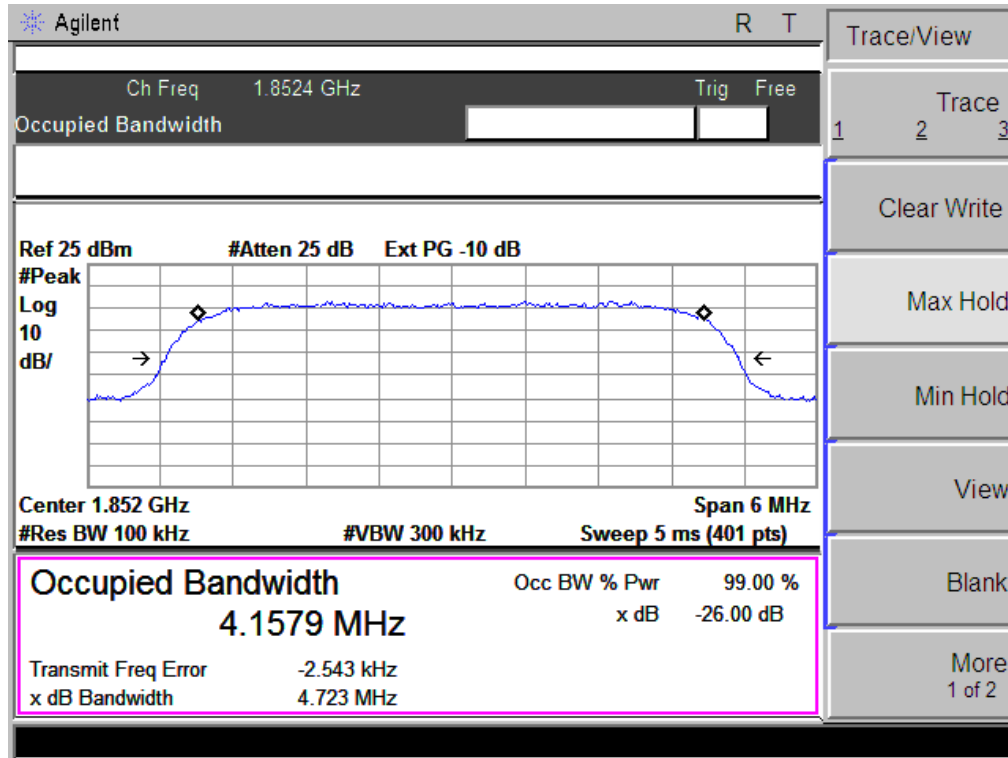 Agilent R T
Trace/View
Ch Freq 1.8524 GHz Trig Free
Occupied Bandwidth
Trace
1 2 3
Clear Write
Max Hold
Min Hold
View
Blank
More
1 of 2
Ref 25 dBm #Atten 25 dB Ext PG -10 dB
#Peak
Log
10
dB/
Center 1.852 GHz Span 6 MHz
#Res BW 100 kHz #VBW 300 kHz Sweep 5 ms (401 pts)
Occupied Bandwidth Occ BW % Pwr 99.00 %
4.1579 MHz x dB -26.00 dB
Transmit Freq Error -2.543 kHz
x dB Bandwidth 4.723 MHz